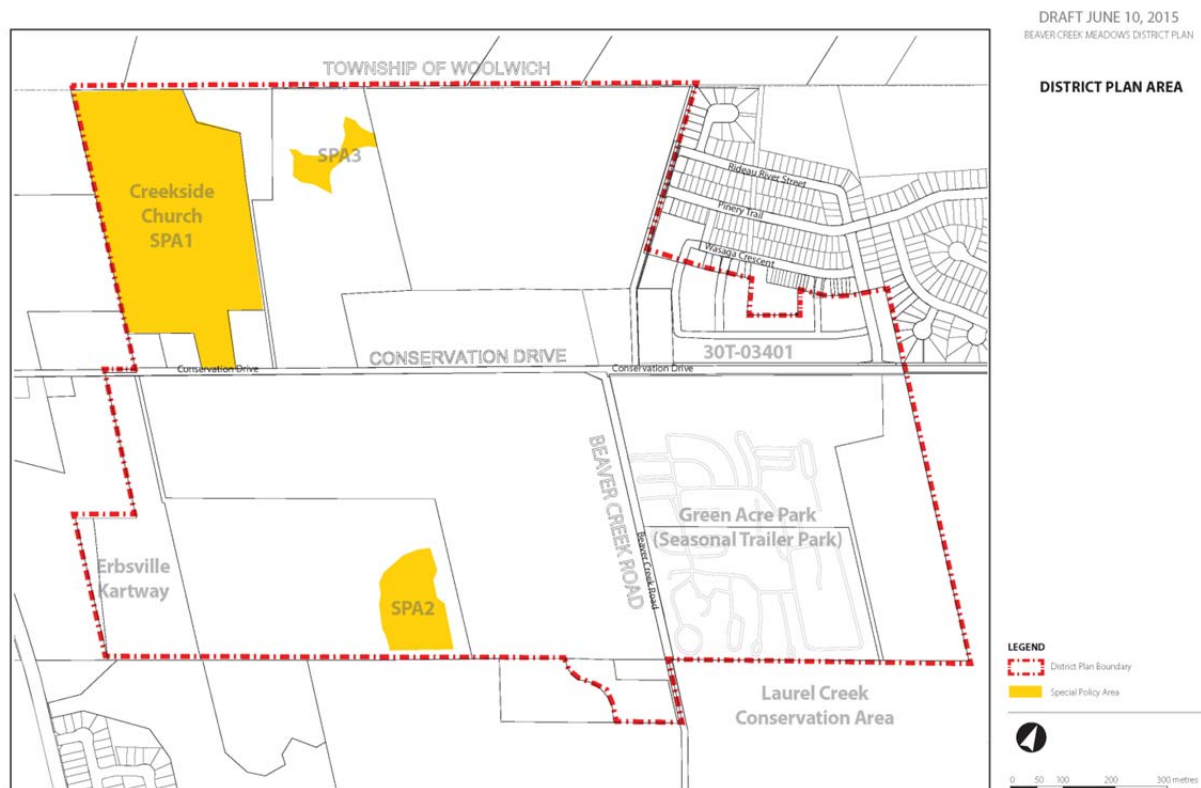 DRAFT JUNE 10, 2015
BEAVER CREEK MEADOWS DISTRICT PLAN
DISTRICT PLAN AREA
TOWNSHIP OF WOOLWICH
SPA3
Creekside
Church
SPA1
Rideau River Street
Pinery Trail
Wasaga Crescent
30T-03401
CONSERVATION DRIVE
Conservation Drive
Conservation Drive
BEAVER CREEK ROAD
Beaver Creek Road
Green Acre Park
(Seasonal Trailer Park)
Erbsville
Kartway
SPA2
Laurel Creek
Conservation Area
LEGEND
District Plan Boundary
Special Policy Area
0 50 100 200 300 metres